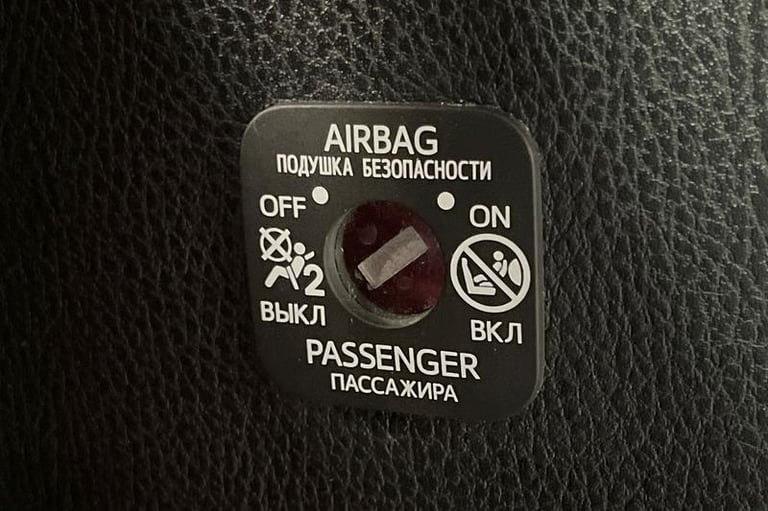 AIRBAG
ПОДУШКА БЕЗОПАСНОСТИ
OFF
ON
2
ВЫКЛ
ВКЛ
PASSENGER
ПАССАЖИРА